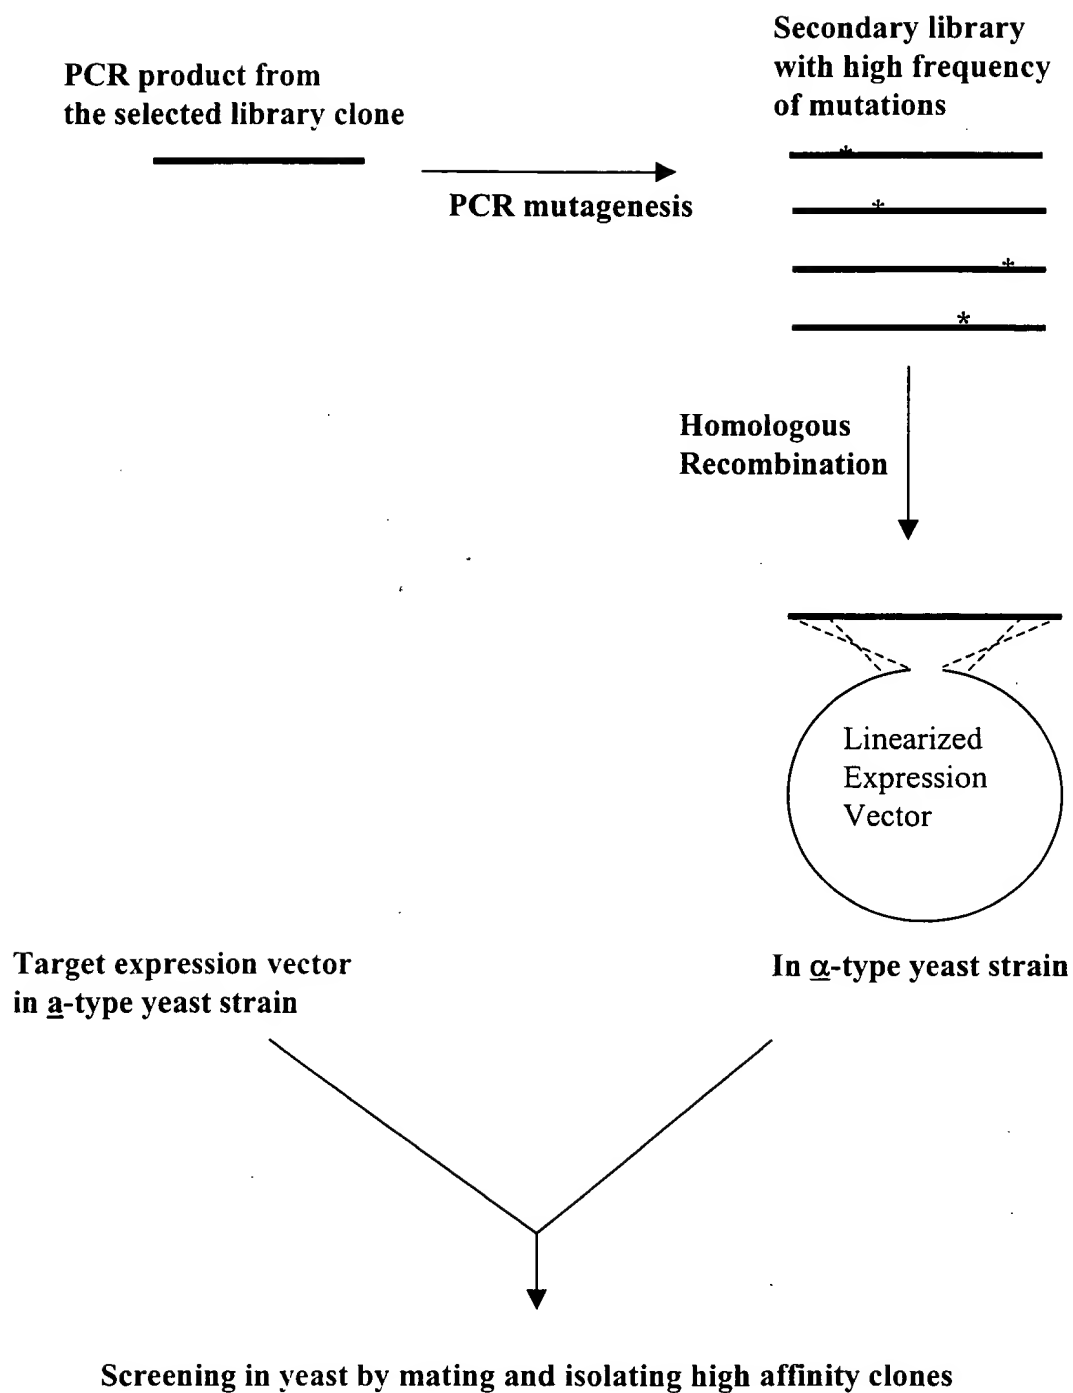 PCR product from
the selected library clone
Secondary library
with high frequency
of mutations
*
*
*
*
PCR mutagenesis
Homologous
Recombination
Linearized
Expression
Vector
Target expression vector
in a-type yeast strain
In α-type yeast strain
Screening in yeast by mating and isolating high affinity clones